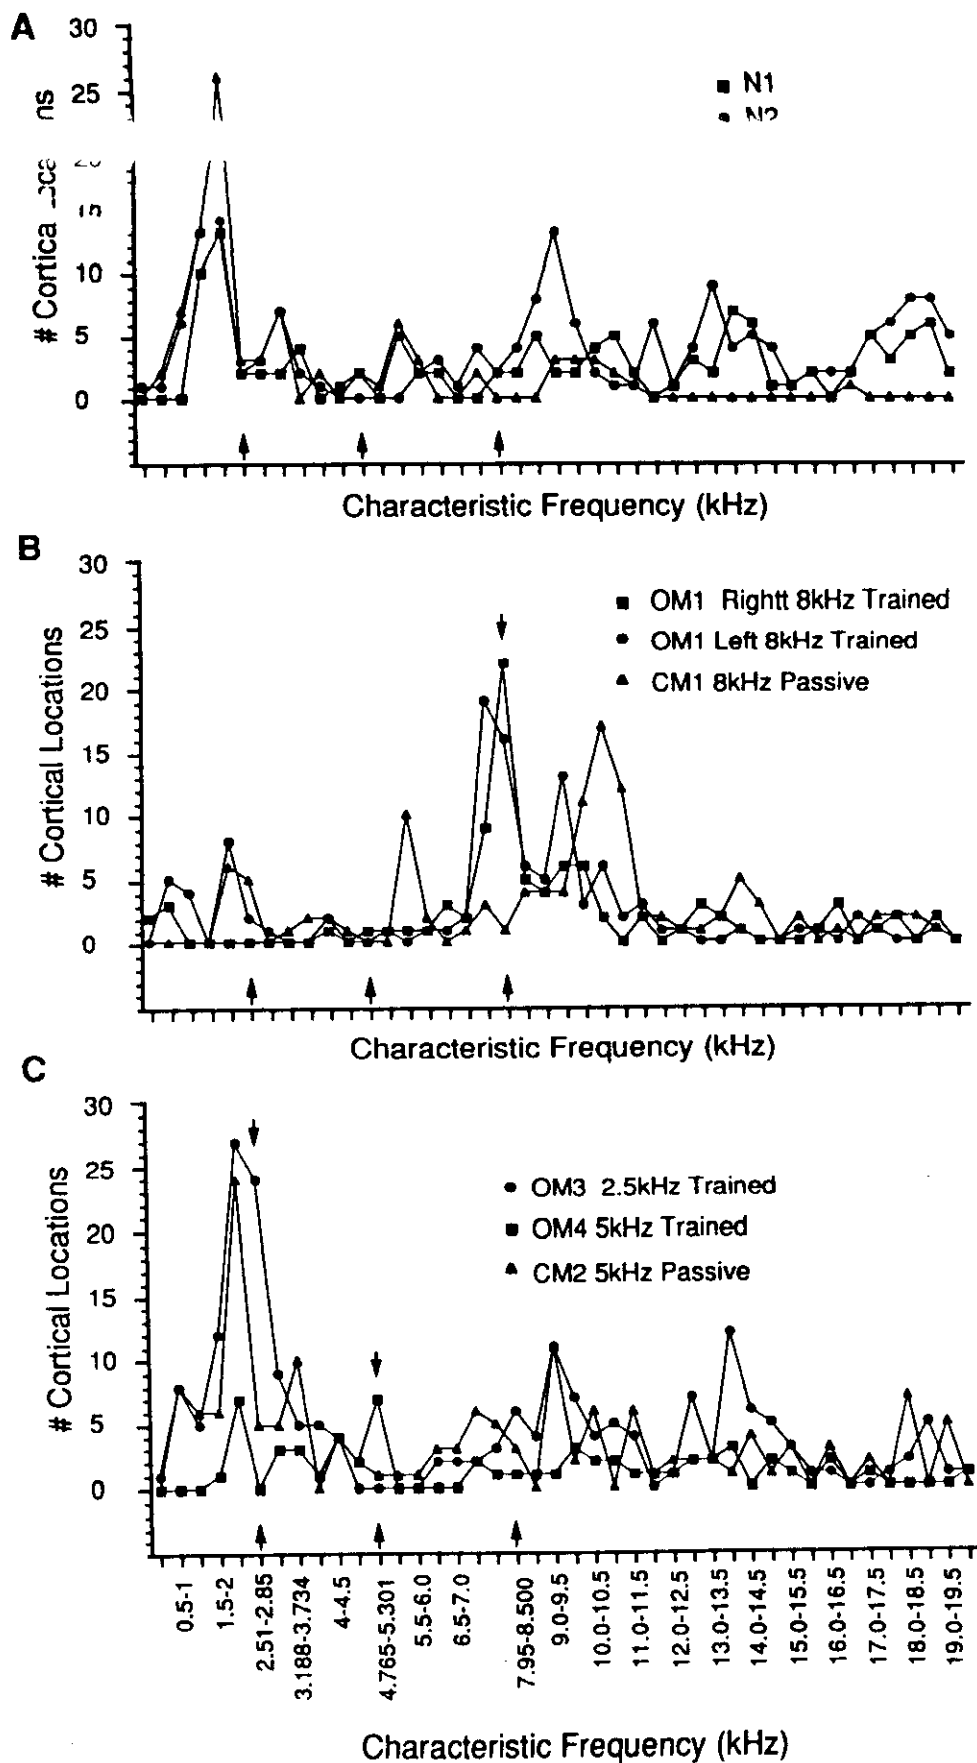 A
30
25
10
5
0
# Cortica
ns
N1
N2
Characteristic Frequency (kHz)
B
30
25
20
15
10
5
0
# Cortical Locations
OM1 Rightt 8kHz Trained
OM1 Left 8kHz Trained
CM1 8kHz Passive
Characteristic Frequency (kHz)
C
30
25
20
15
10
5
0
# Cortical Locations
OM3 2.5kHz Trained
OM4 5kHz Trained
CM2 5kHz Passive
0.5-1
1.5-2
2.51-2.85
3.188-3.734
4-4.5
4.765-5.301
5.5-6.0
6.5-7.0
7.95-8.500
9.0-9.5
10.0-10.5
11.0-11.5
12.0-12.5
13.0-13.5
14.0-14.5
15.0-15.5
16.0-16.5
17.0-17.5
18.0-18.5
19.0-19.5
Characteristic Frequency (kHz)